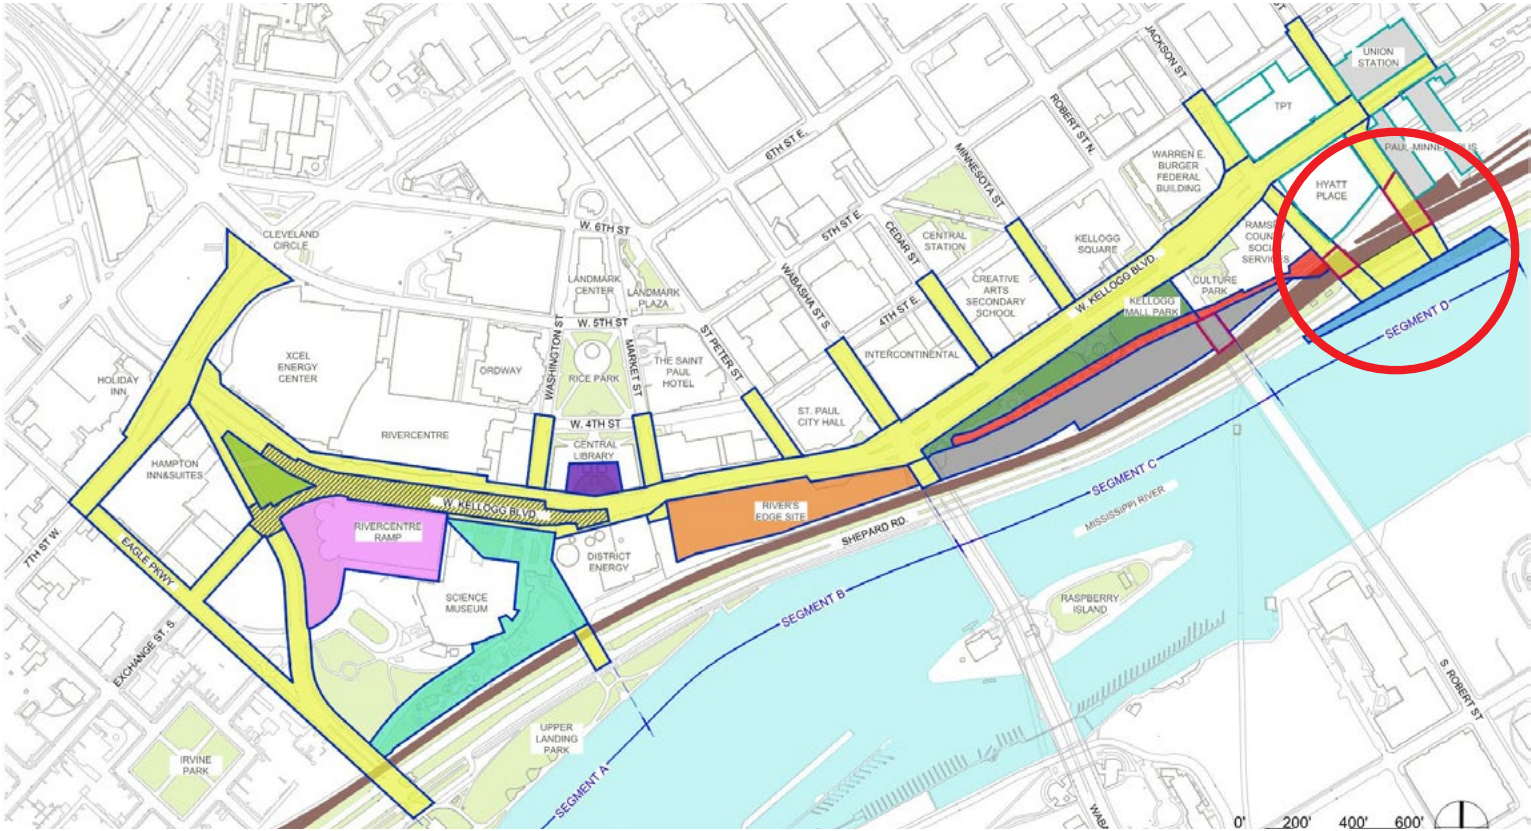 JACKSON ST
UNION
STATION
TPT
ROBERT ST N.
6TH ST E.
MINNESOTA ST
WARREN E.
BURGER
FEDERAL
BUILDING
HYATT
PLACE
CLEVELAND
CIRCLE
W. 6TH ST
5TH ST E.
CEDAR ST
CENTRAL
STATION
KELLOGG
SQUARE
CULTURE
PARK
LANDMARK
CENTER
LANDMARK
PLAZA
WABASHA ST S.
4TH ST E.
CREATIVE
ARTS
SECONDARY
SCHOOL
W. KELLOGG BLVD.
KELLOGG
MALL PARK
SEGMENT D
XCEL
ENERGY
CENTER
HOLIDAY
INN
ORDWAY
WASHINGTON ST
W. 5TH ST
RICE PARK
MARKET ST
THE SAINT
PAUL
HOTEL
ST PETER ST
INTERCONTINENTAL
ST. PAUL
CITY HALL
RIVERCENTRE
W. 4TH ST
CENTRAL
LIBRARY
HAMPTON
INN&SUITES
W. KELLOGG BLVD
RIVER'S
EDGE SITE
SEGMENT C
MISSISSIPPI RIVER
RIVERCENTRE
RAMP
SHEPARD RD.
7TH ST W.
EAGLE PKWY
DISTRICT
ENERGY
SCIENCE
MUSEUM
SEGMENT B
RASPBERRY
ISLAND
EXCHANGE ST. S.
UPPER
LANDING
PARK
IRVINE
PARK
SEGMENT A
S. ROBERT ST
0' 200' 400' 600'